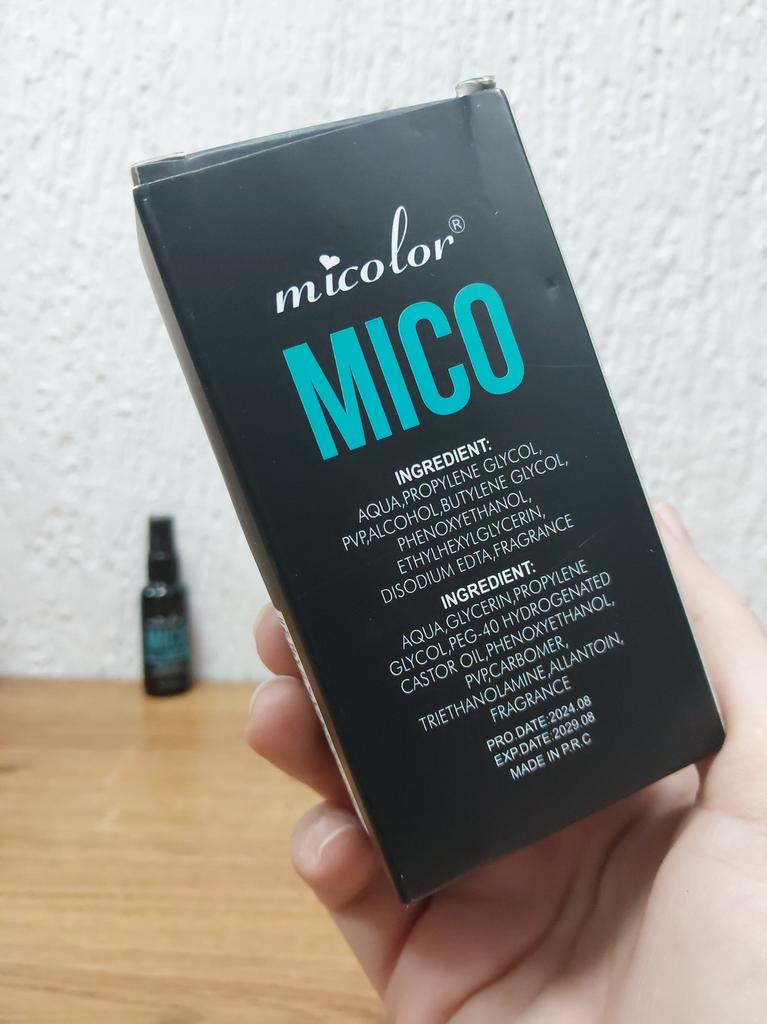 micolor®
MICO
INGREDIENT:
AQUA,PROPYLENE GLYCOL,
PVP,ALCOHOL,BUTYLENE GLYCOL,
PHENOXYETHANOL,
ETHYLHEXYLGLYCERIN,
DISODIUM EDTA,FRAGRANCE
INGREDIENT:
AQUA,GLYCERIN,PROPYLENE
GLYCOL,PEG-40 HYDROGENATED
CASTOR OIL,PHENOXYETHANOL,
PVP,CARBOMER,
TRIETHANOLAMINE,ALLANTOIN,
FRAGRANCE
PRO.DATE:2024.08
EXP.DATE:2029.08
MADE IN P.R.C
MICO